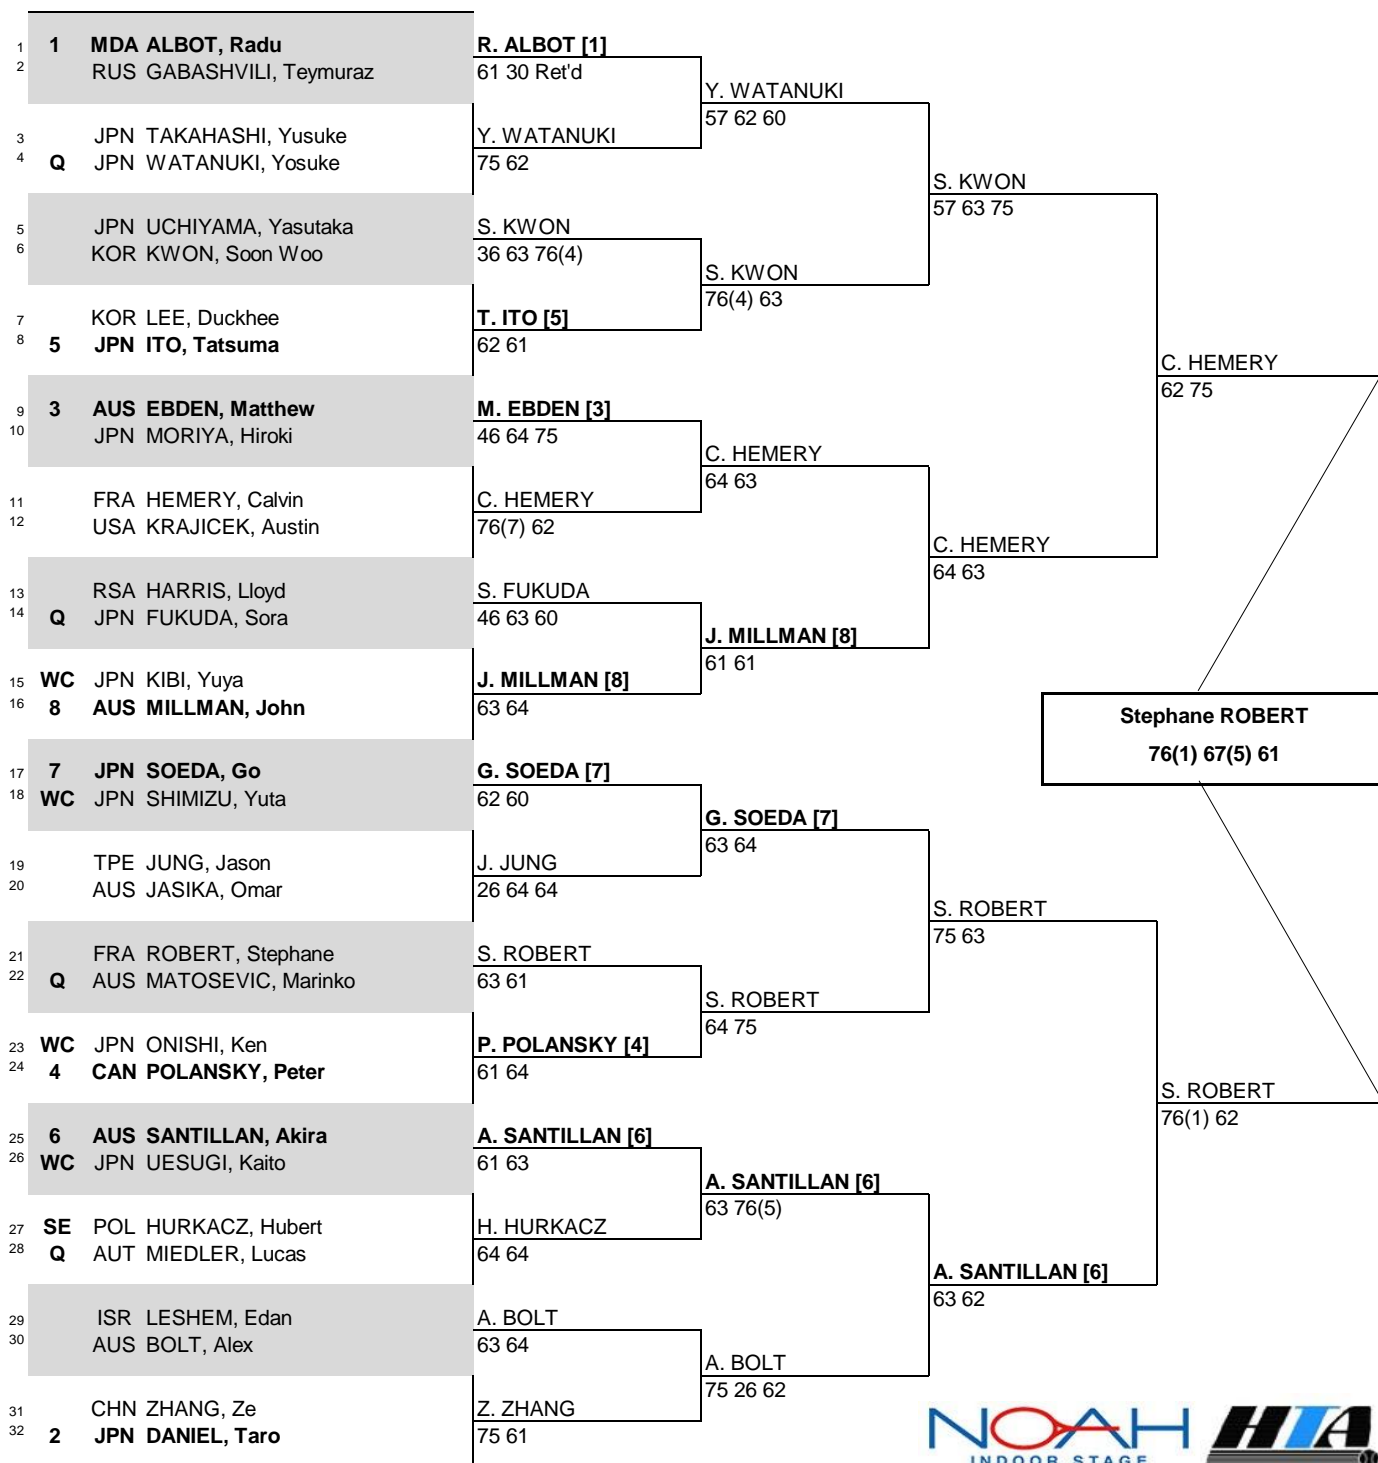 1 1 MDA ALBOT, Radu
2 RUS GABASHVILI, Teymuraz
3 JPN TAKAHASHI, Yusuke
4 Q JPN WATANUKI, Yosuke
5 JPN UCHIYAMA, Yasutaka
6 KOR KWON, Soon Woo
7 KOR LEE, Duckhee
8 5 JPN ITO, Tatsuma
9 3 AUS EBDEN, Matthew
10 JPN MORIYA, Hiroki
11 FRA HEMERY, Calvin
12 USA KRAJICEK, Austin
13 RSA HARRIS, Lloyd
14 Q JPN FUKUDA, Sora
15 WC JPN KIBI, Yuya
16 8 AUS MILLMAN, John
17 7 JPN SOEDA, Go
18 WC JPN SHIMIZU, Yuta
19 TPE JUNG, Jason
20 AUS JASIKA, Omar
21 FRA ROBERT, Stephane
22 Q AUS MATOSEVIC, Marinko
23 WC JPN ONISHI, Ken
24 4 CAN POLANSKY, Peter
25 6 AUS SANTILLAN, Akira
26 WC JPN UESUGI, Kaito
27 SE POL HURKACZ, Hubert
28 Q AUT MIEDLER, Lucas
29 ISR LESHEM, Edan
30 AUS BOLT, Alex
31 CHN ZHANG, Ze
32 2 JPN DANIEL, Taro
R. ALBOT [1]
61 30 Ret'd
Y. WATANUKI
75 62
S. KWON
36 63 76(4)
T. ITO [5]
62 61
M. EBDEN [3]
46 64 75
C. HEMERY
76(7) 62
S. FUKUDA
46 63 60
J. MILLMAN [8]
63 64
G. SOEDA [7]
62 60
J. JUNG
26 64 64
S. ROBERT
63 61
P. POLANSKY [4]
61 64
A. SANTILLAN [6]
61 63
H. HURKACZ
64 64
A. BOLT
63 64
Z. ZHANG
75 61
Y. WATANUKI
57 62 60
S. KWON
76(4) 63
C. HEMERY
64 63
J. MILLMAN [8]
61 61
G. SOEDA [7]
63 64
S. ROBERT
64 75
A. SANTILLAN [6]
63 76(5)
A. BOLT
75 26 62
S. KWON
57 63 75
C. HEMERY
64 63
S. ROBERT
75 63
A. SANTILLAN [6]
63 62
C. HEMERY
62 75
S. ROBERT
76(1) 62
Stephane ROBERT
76(1) 67(5) 61
NOAH
INDOOR STAGE
HTA